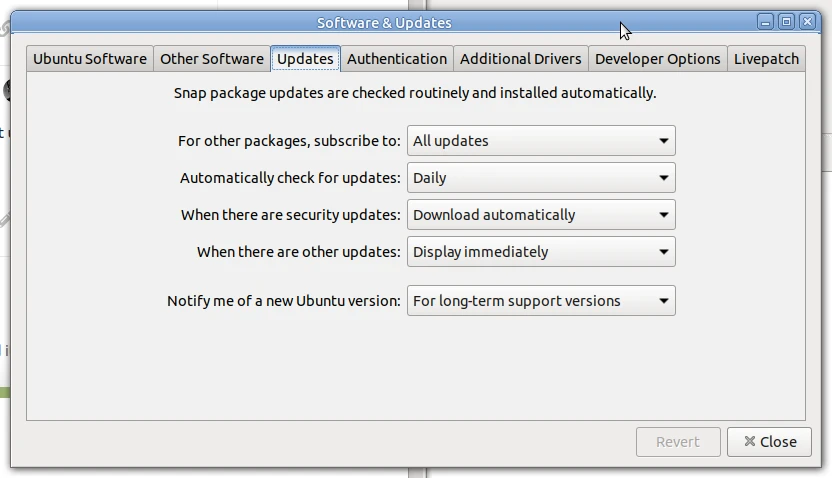 Software & Updates
Ubuntu Software Other Software Updates Authentication Additional Drivers Developer Options Livepatch
Snap package updates are checked routinely and installed automatically.
For other packages, subscribe to: All updates
Automatically check for updates: Daily
When there are security updates: Download automatically
When there are other updates: Display immediately
Notify me of a new Ubuntu version: For long-term support versions
Revert Close